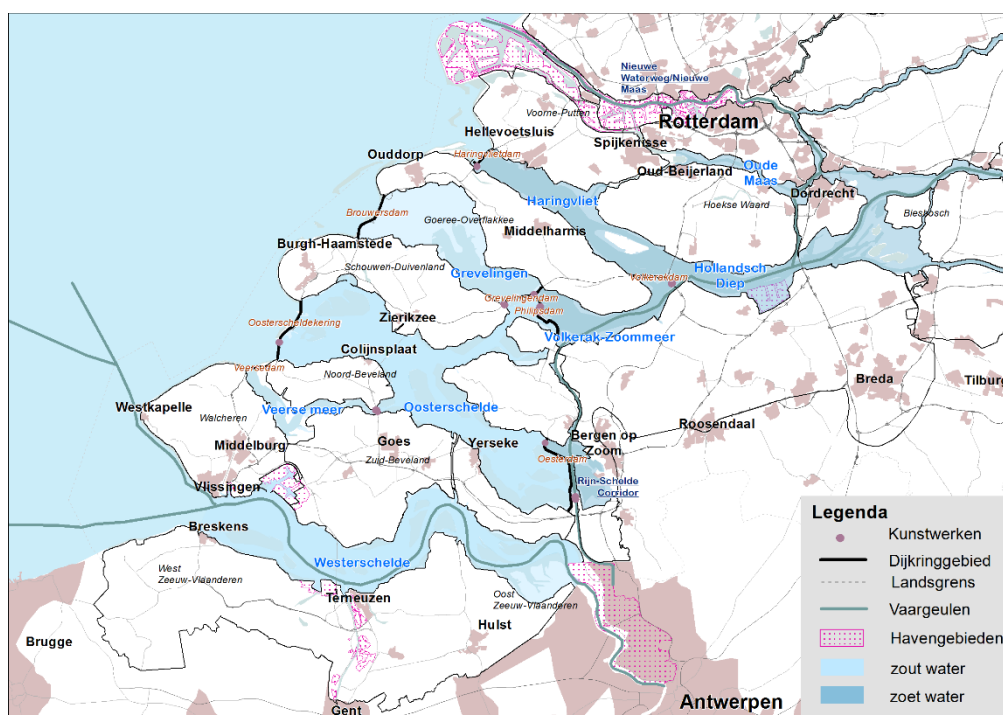 Nieuwe
Waterweg/Nieuwe
Maas
Voorne-Putten
Rotterdam
Hellevoetsluis
Spijkenisse
Ouddorp
Haringvlietdam
Oud-Beijerland
Oude
Maas
Dordrecht
Haringvliet
Hoekse Waard
Brouwersdam
Goeree-Overflakkee
Middelharnis
Biesbosch
Burgh-Haamstede
Schouwen-Duivenland
Grevelingen
Volkerakdam
Hollandsch
Diep
Grevelingendam
Philipsdam
Oosterscheldekering
Zierikzee
Volkerak-Zoommeer
Colijnsplaat
Veersedam
Noord-Beveland
Breda
Tilburg
Westkapelle
Walcheren
Veerse meer
Oosterschelde
Roosendaal
Middelburg
Goes
Yerseke
Bergen op
Zoom
Zuid-Beveland
Oesterdam
Vlissingen
Rijn-Schelde
Corridor
Breskens
Westerschelde
West
Zeeuw-Vlaanderen
Terneuzen
Oost
Zeeuw-Vlaanderen
Hulst
Brugge
Gent
Antwerpen
Legenda
Kunstwerken
Dijkringgebied
Landsgrens
Vaargeulen
Havengebieden
zout water
zoet water